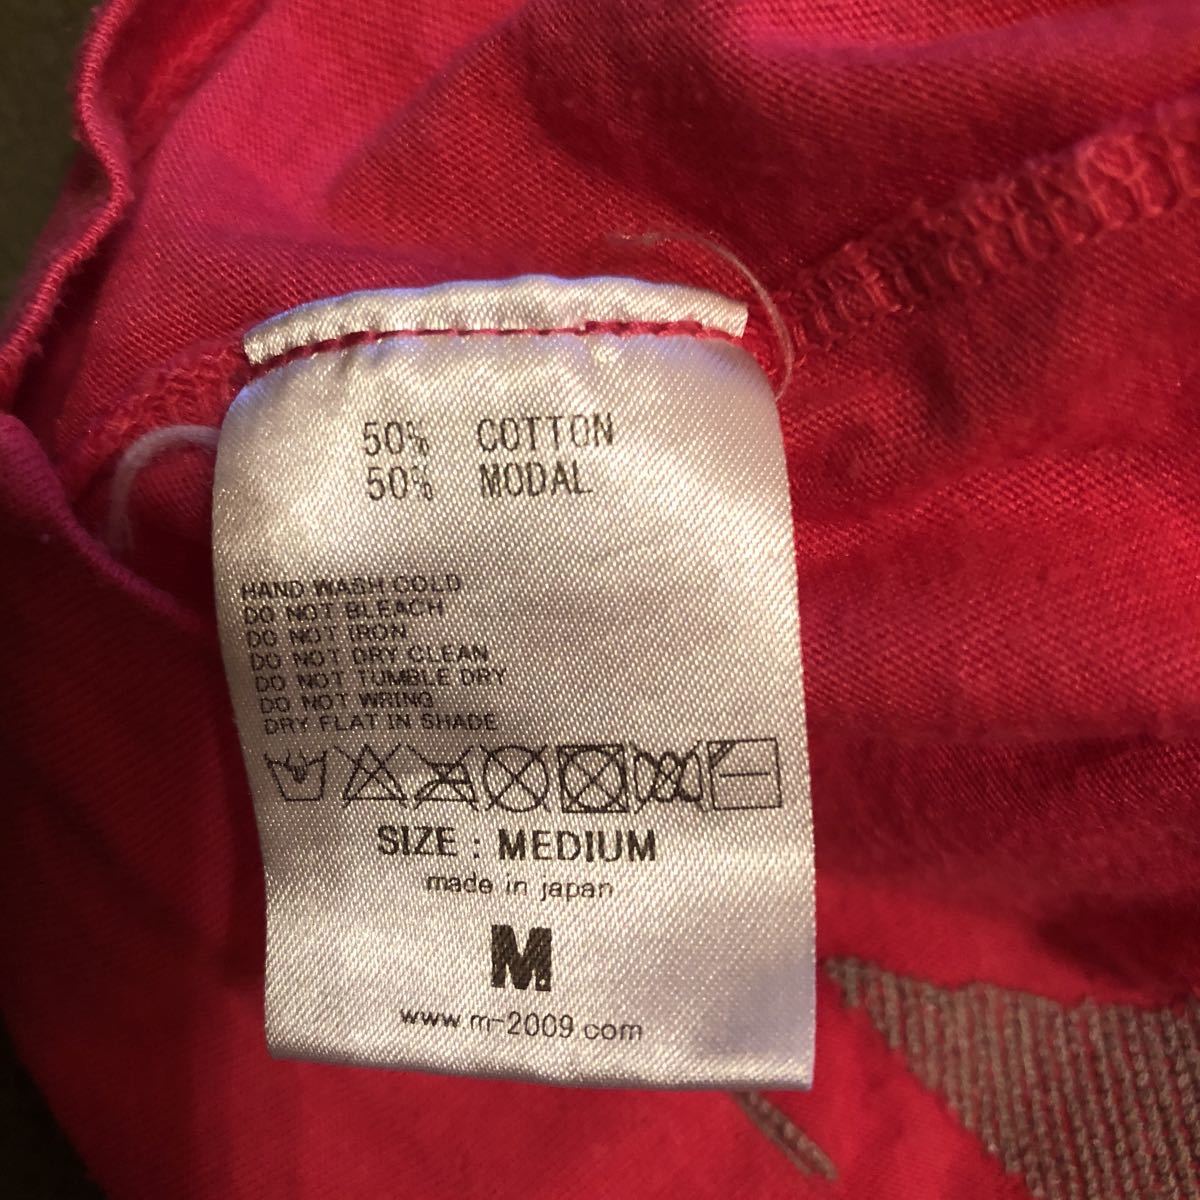 50% COTTON
50% MODAL
HAND WASH COLD
DO NOT BLEACH
DO NOT IRON
DO NOT DRY CLEAN
DO NOT TUMBLE DRY
DO NOT WRING
DRY FLAT IN SHADE
SIZE : MEDIUM
made in japan
M
www.m-2009.com